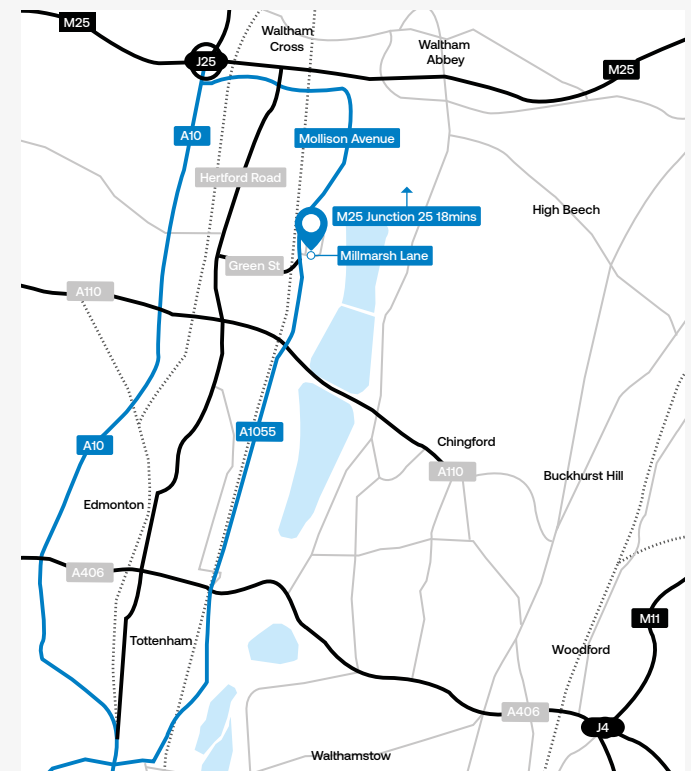 M25
Waltham
Cross
Waltham
Abbey
J25
M25
A10
Mollison Avenue
Hertford Road
High Beech
M25 Junction 25 18mins
Millmarsh Lane
Green St
A110
A1055
A10
Chingford
A110
Buckhurst Hill
Edmonton
A406
M11
Tottenham
Woodford
A406
J4
Walthamstow